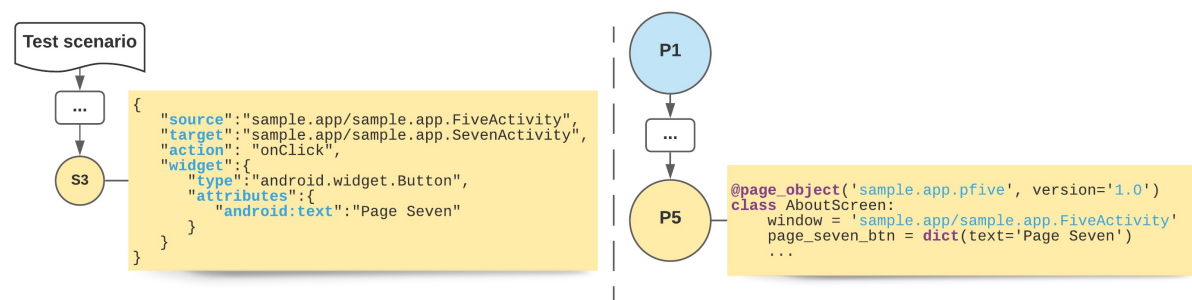 Test scenario
...
S3
{
   "source":"sample.app/sample.app.FiveActivity",
   "target":"sample.app/sample.app.SevenActivity",
   "action": "onClick",
   "widget":{
      "type":"android.widget.Button",
      "attributes":{
         "android:text":"Page Seven"
      }
   }
}
P1
...
P5
@page_object('sample.app.pfive', version='1.0')
class AboutScreen:
    window = 'sample.app/sample.app.FiveActivity'
    page_seven_btn = dict(text='Page Seven')
    ...